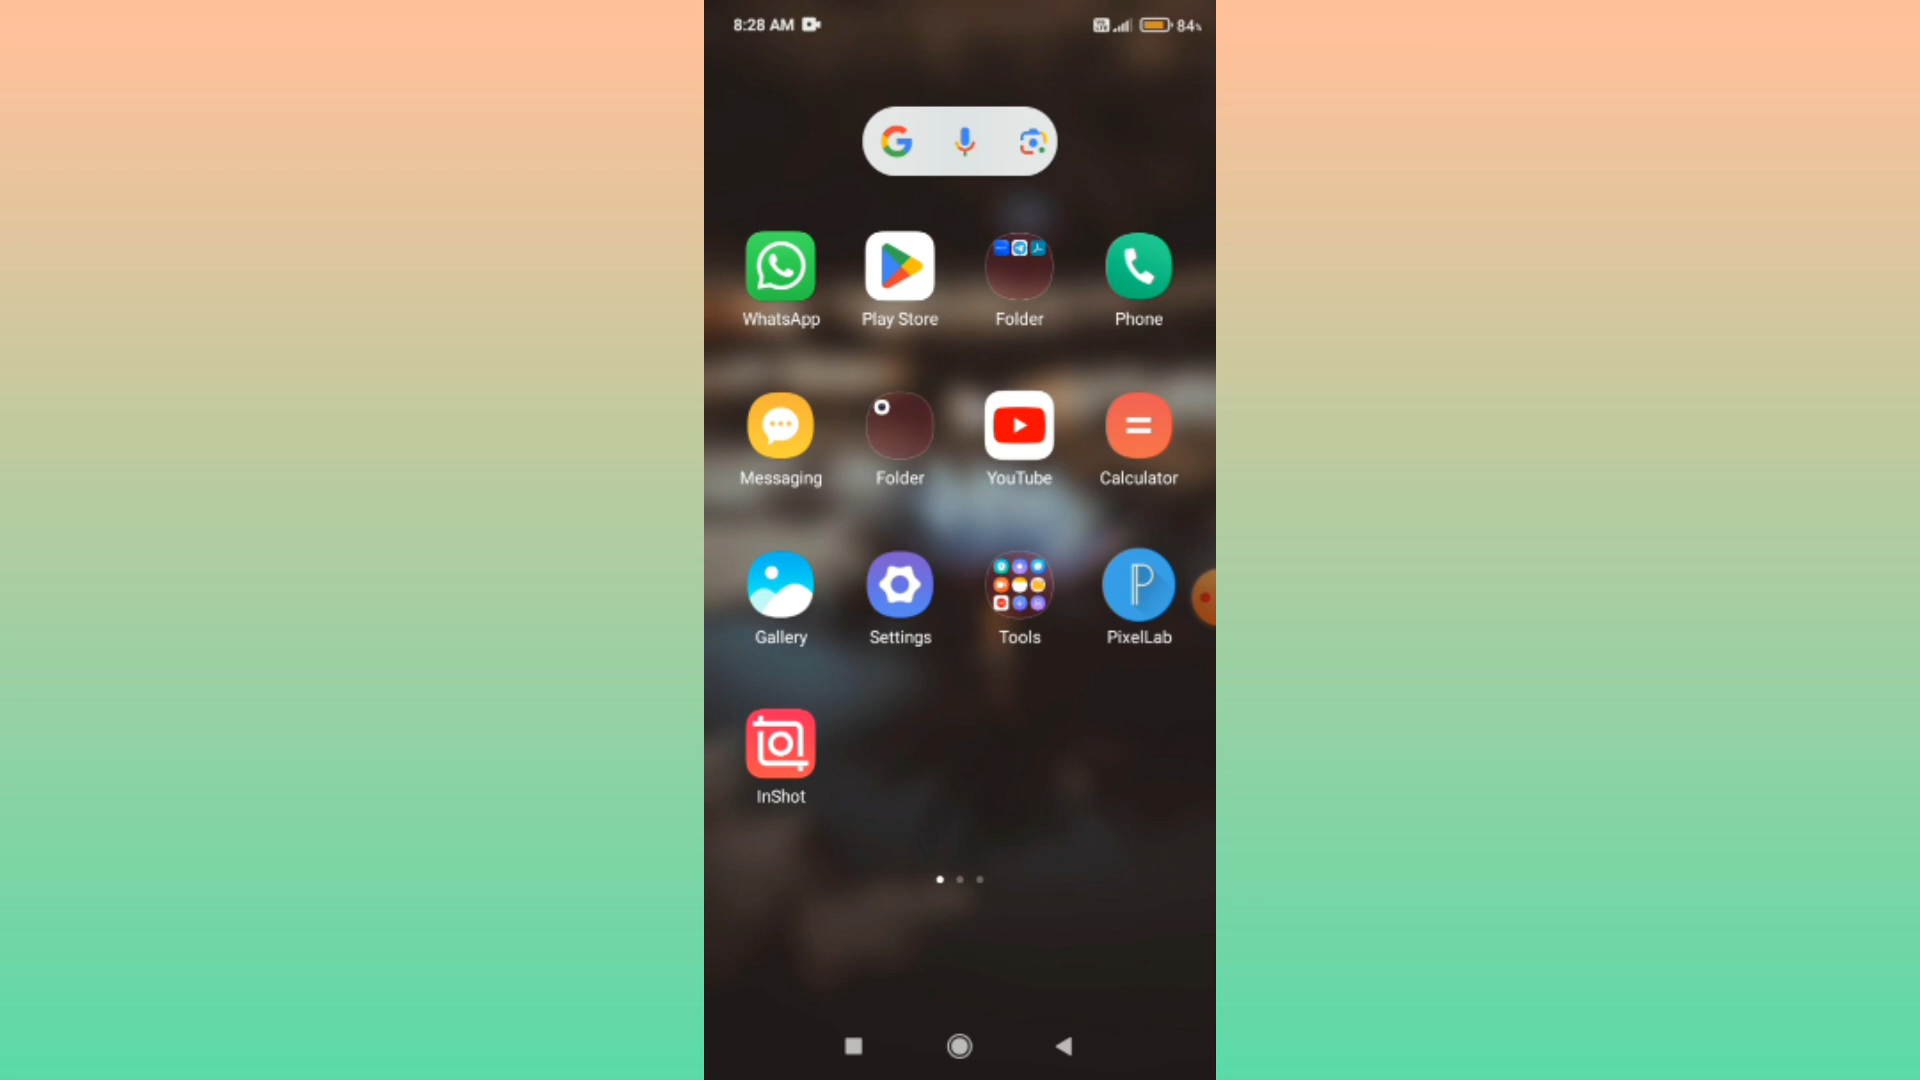 8:28 AM
84%
WhatsApp
Play Store
Folder
Phone
Messaging
Folder
YouTube
Calculator
Gallery
Settings
Tools
PixelLab
InShot